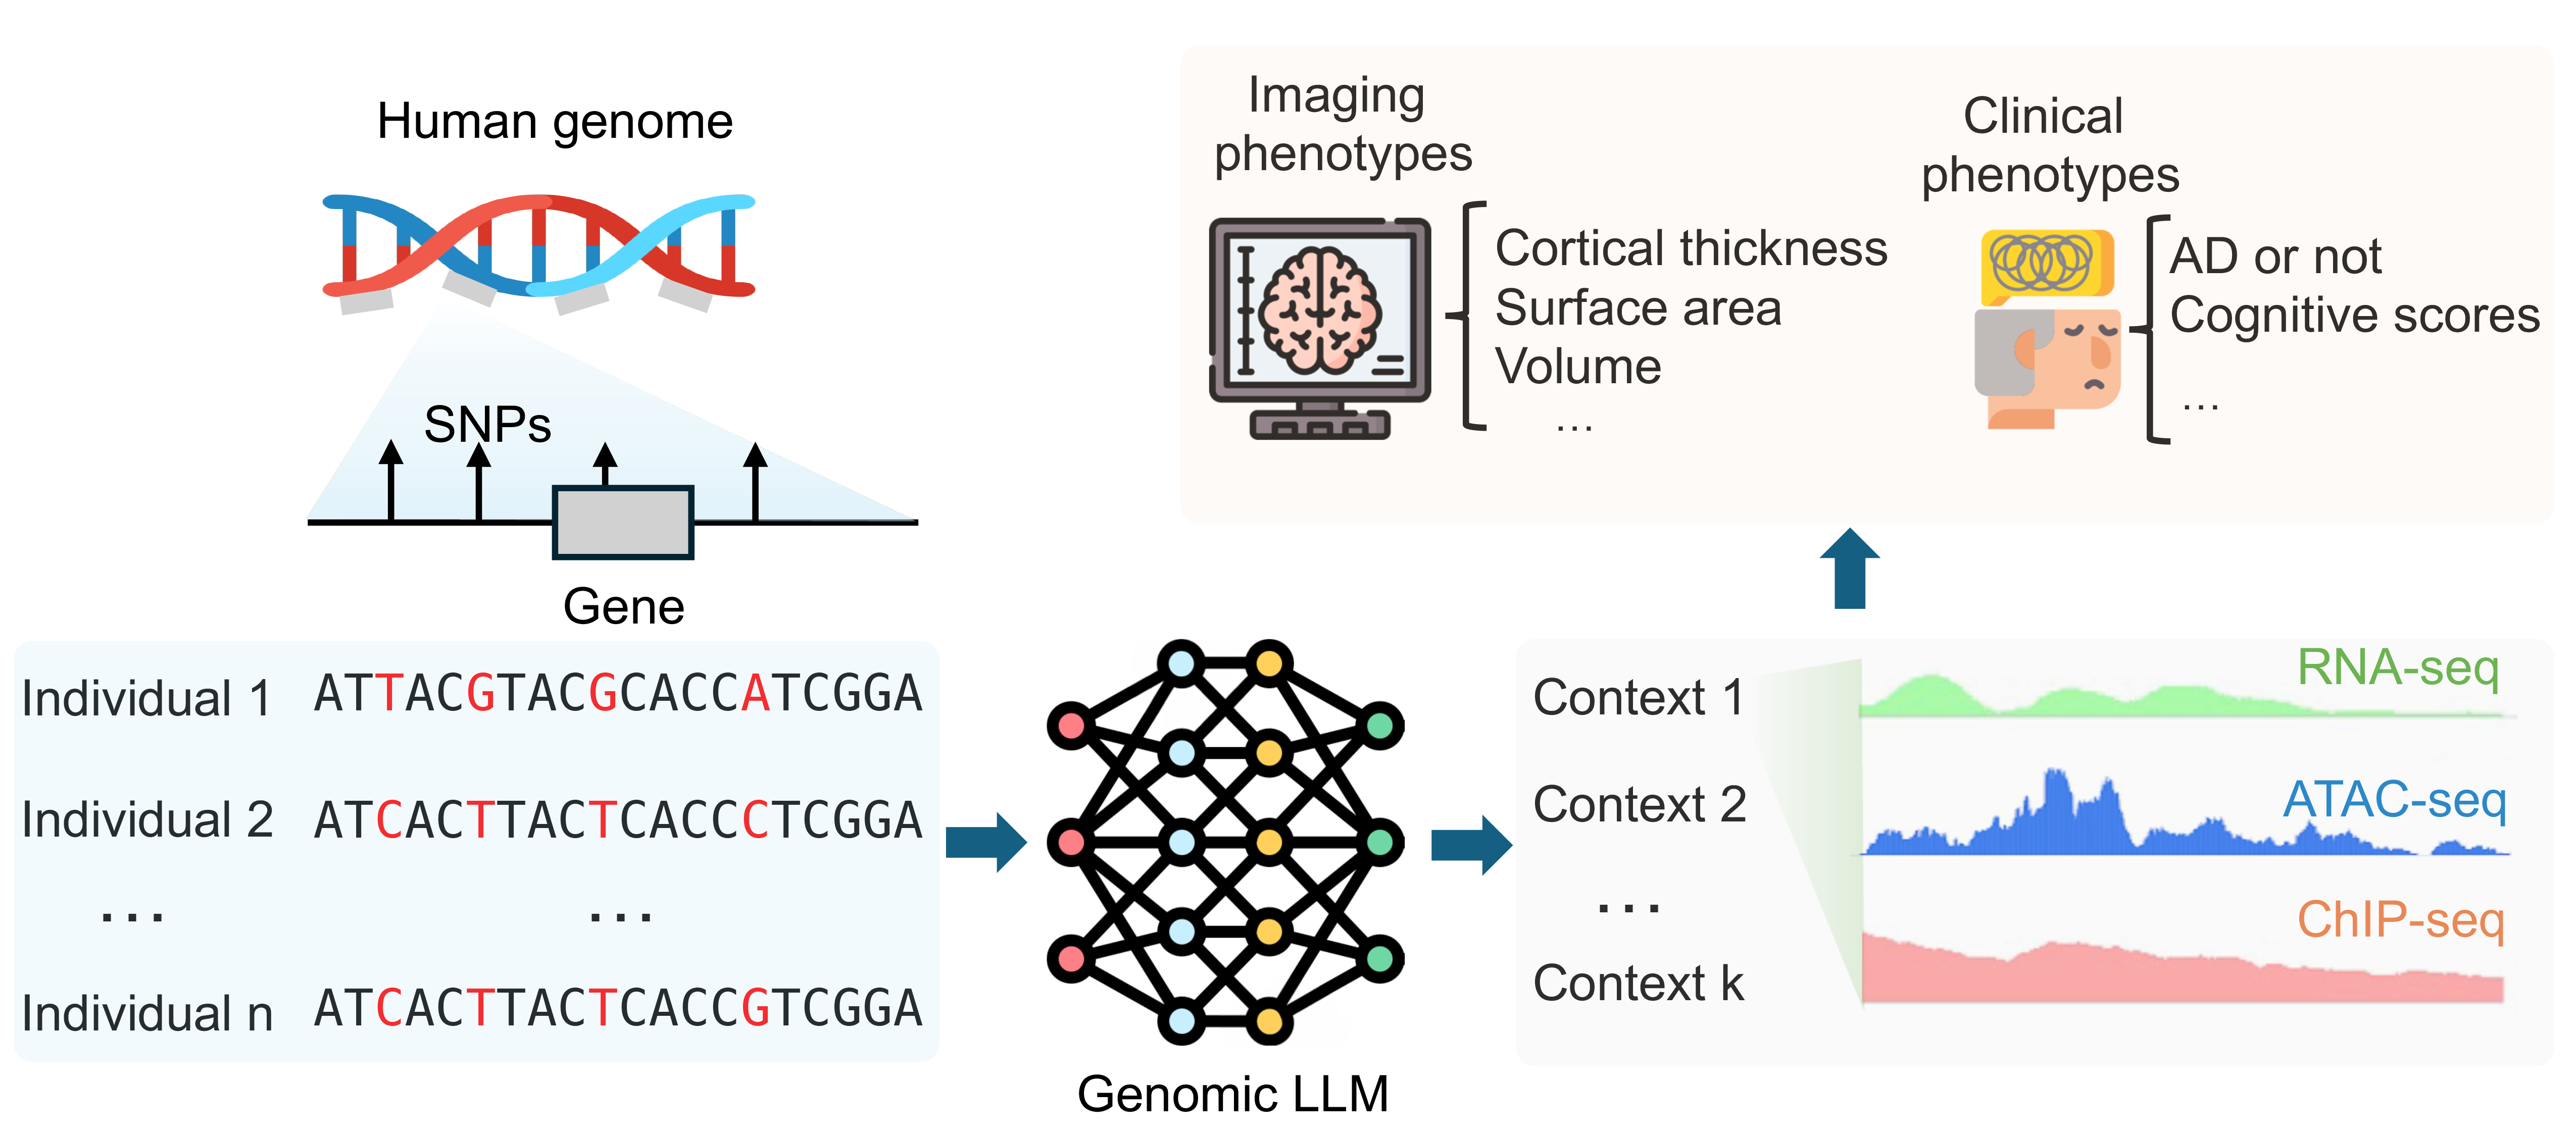 Human genome
SNPs
Gene
Individual 1 ATTACGTACGCACCATCGGA
Individual 2 ATCACTTACTCACCCTCGGA
... ...
Individual n ATCACTTACTCACCGTCGGA
Genomic LLM
Imaging
phenotypes
Cortical thickness
Surface area
Volume
...
Clinical
phenotypes
AD or not
Cognitive scores
...
Context 1
Context 2
...
Context k
RNA-seq
ATAC-seq
ChIP-seq